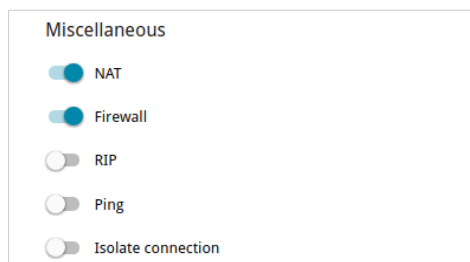 Miscellaneous
NAT
Firewall
RIP
Ping
Isolate connection